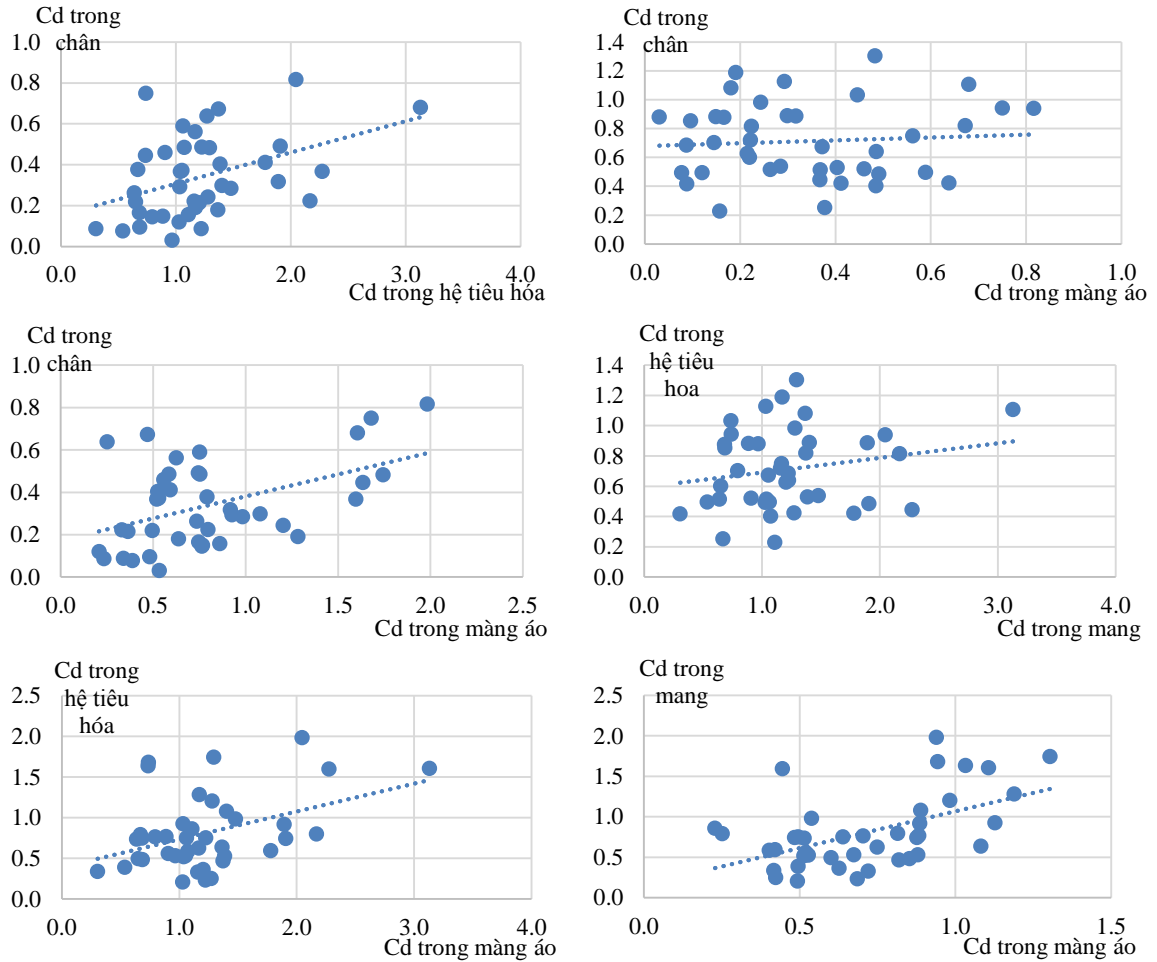 Cd trong
chân
1.0
0.8
0.6
0.4
0.2
0.0
0.0 1.0 2.0 3.0 4.0
Cd trong hệ tiêu hóa
Cd trong
chân
1.4
1.2
1.0
0.8
0.6
0.4
0.2
0.0
0.0 0.2 0.4 0.6 0.8 1.0
Cd trong màng áo
Cd trong
chân
1.0
0.8
0.6
0.4
0.2
0.0
0.0 0.5 1.0 1.5 2.0 2.5
Cd trong màng áo
Cd trong
hệ tiêu
hoa
1.4
1.2
1.0
0.8
0.6
0.4
0.2
0.0
0.0 1.0 2.0 3.0 4.0
Cd trong mang
Cd trong
hệ tiêu
hóa
2.5
2.0
1.5
1.0
0.5
0.0
0.0 1.0 2.0 3.0 4.0
Cd trong màng áo
Cd trong
mang
2.5
2.0
1.5
1.0
0.5
0.0
0.0 0.5 1.0 1.5
Cd trong màng áo